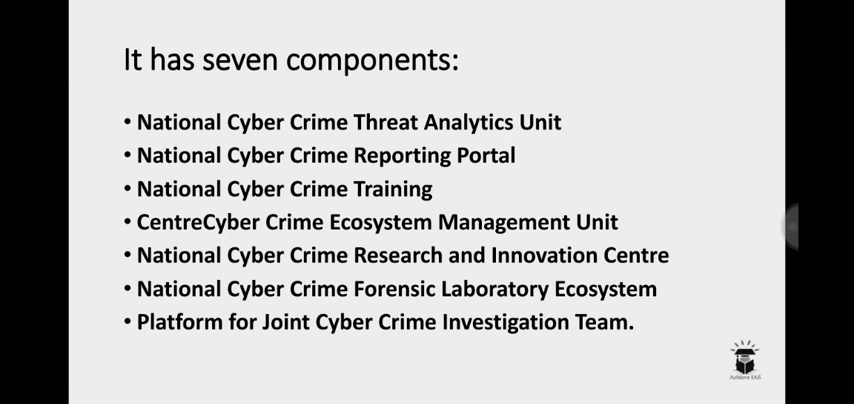 It has seven components:
• National Cyber Crime Threat Analytics Unit
• National Cyber Crime Reporting Portal
• National Cyber Crime Training
• CentreCyber Crime Ecosystem Management Unit
• National Cyber Crime Research and Innovation Centre
• National Cyber Crime Forensic Laboratory Ecosystem
• Platform for Joint Cyber Crime Investigation Team.
Achieve IAS